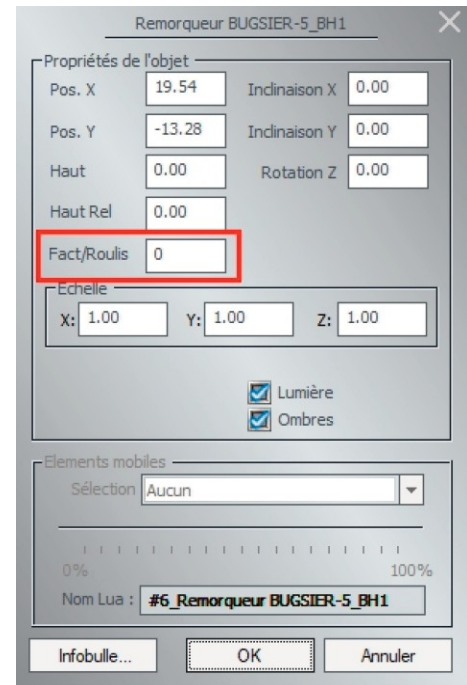 Remorqueur BUGSIER-5_BH1
Propriétés de l'objet
Pos. X 19.54 Inclinaison X 0.00
Pos. Y -13.28 Inclinaison Y 0.00
Haut 0.00 Rotation Z 0.00
Haut Rel 0.00
Fact/Roulis 0
Echelle
X: 1.00 Y: 1.00 Z: 1.00
Lumière
Ombres
Elements mobiles
Sélection Aucun
0% 100%
Nom Lua : #6_Remorqueur BUGSIER-5_BH1
Infobulle... OK Annuler